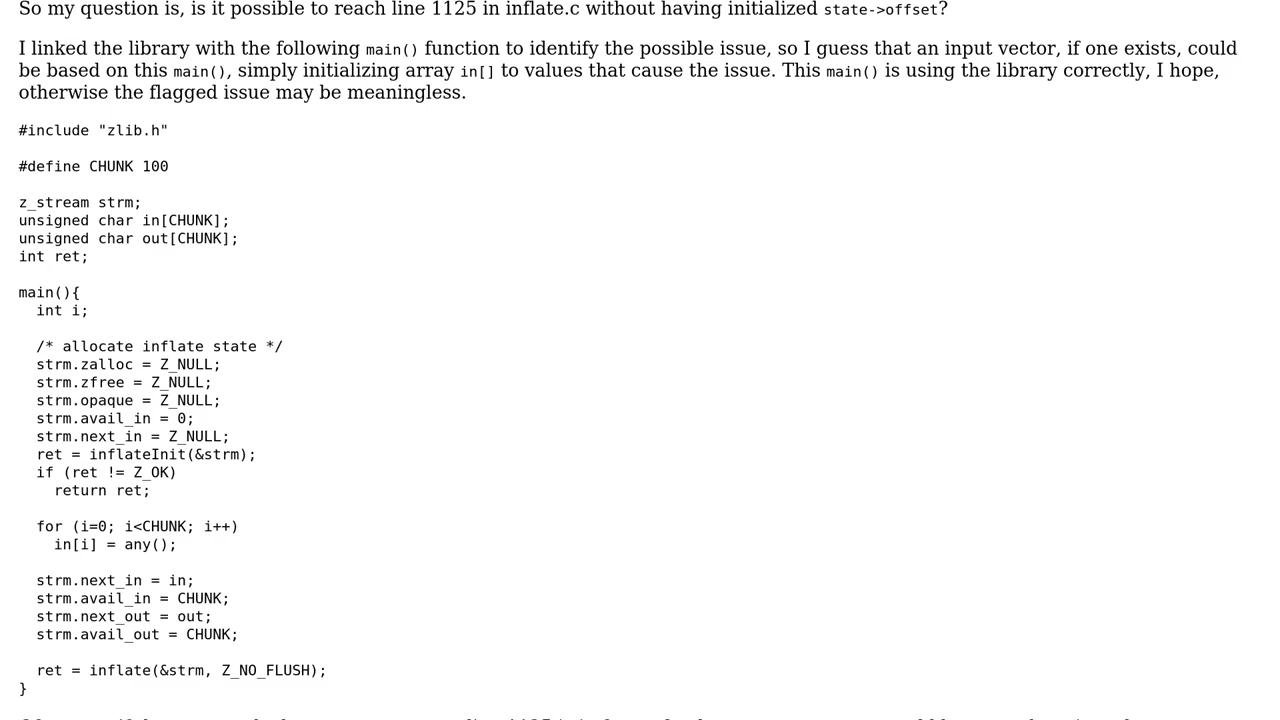 So my question is, is it possible to reach line 1125 in inflate.c without having initialized state->offset?
I linked the library with the following main() function to identify the possible issue, so I guess that an input vector, if one exists, could
be based on this main(), simply initializing array in[] to values that cause the issue. This main() is using the library correctly, I hope,
otherwise the flagged issue may be meaningless.
#include "zlib.h"
#define CHUNK 100
z_stream strm;
unsigned char in[CHUNK];
unsigned char out[CHUNK];
int ret;
main(){
  int i;
  /* allocate inflate state */
  strm.zalloc = Z_NULL;
  strm.zfree = Z_NULL;
  strm.opaque = Z_NULL;
  strm.avail_in = 0;
  strm.next_in = Z_NULL;
  ret = inflateInit(&strm);
  if (ret != Z_OK)
    return ret;
  for (i=0; i<CHUNK; i++)
    in[i] = any();
  strm.next_in = in;
  strm.avail_in = CHUNK;
  strm.next_out = out;
  strm.avail_out = CHUNK;
  ret = inflate(&strm, Z_NO_FLUSH);
}